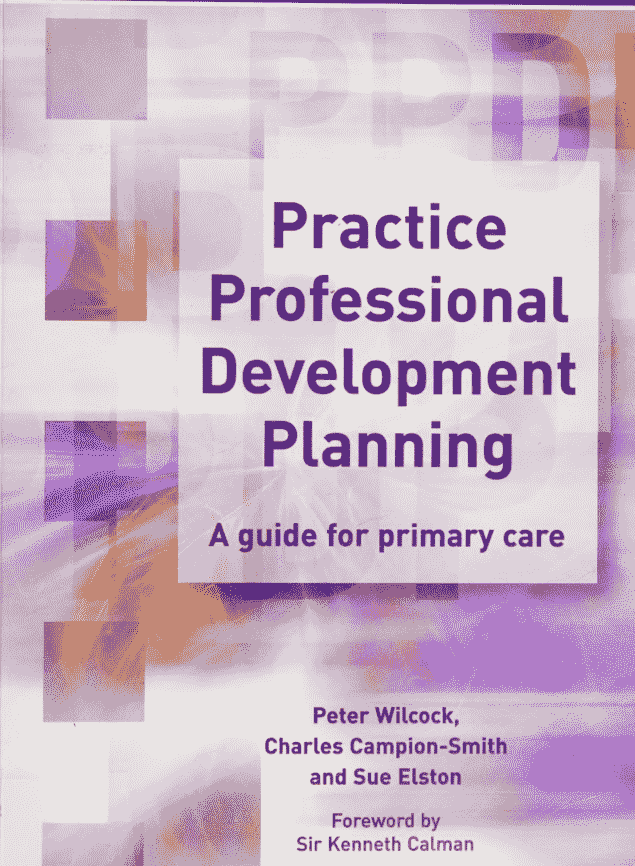 PPD
Practice
Professional
Development
Planning
A guide for primary care
Peter Wilcock,
Charles Campion-Smith
and Sue Elston
Foreword by
Sir Kenneth Calman